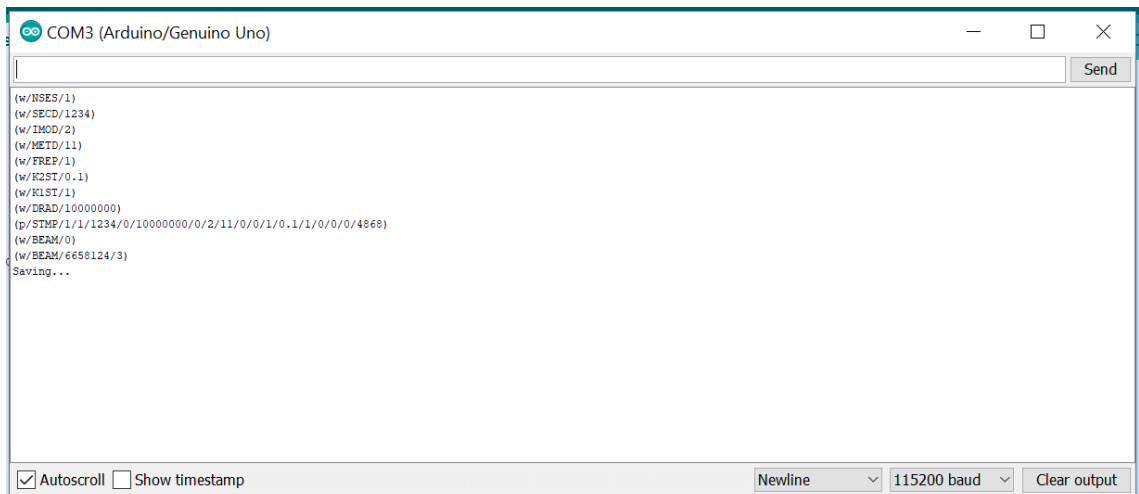 COM3 (Arduino/Genuino Uno)
Send
(w/NSES/1)
(w/SECD/1234)
(w/IMOD/2)
(w/METD/11)
(w/FREP/1)
(w/K2ST/0.1)
(w/K1ST/1)
(w/DRAD/10000000)
(p/STMP/1/1/1234/0/10000000/0/2/11/0/0/1/0.1/1/0/0/0/4868)
(w/BEAM/0)
(w/BEAM/6658124/3)
Saving...
Autoscroll Show timestamp Newline 115200 baud Clear output